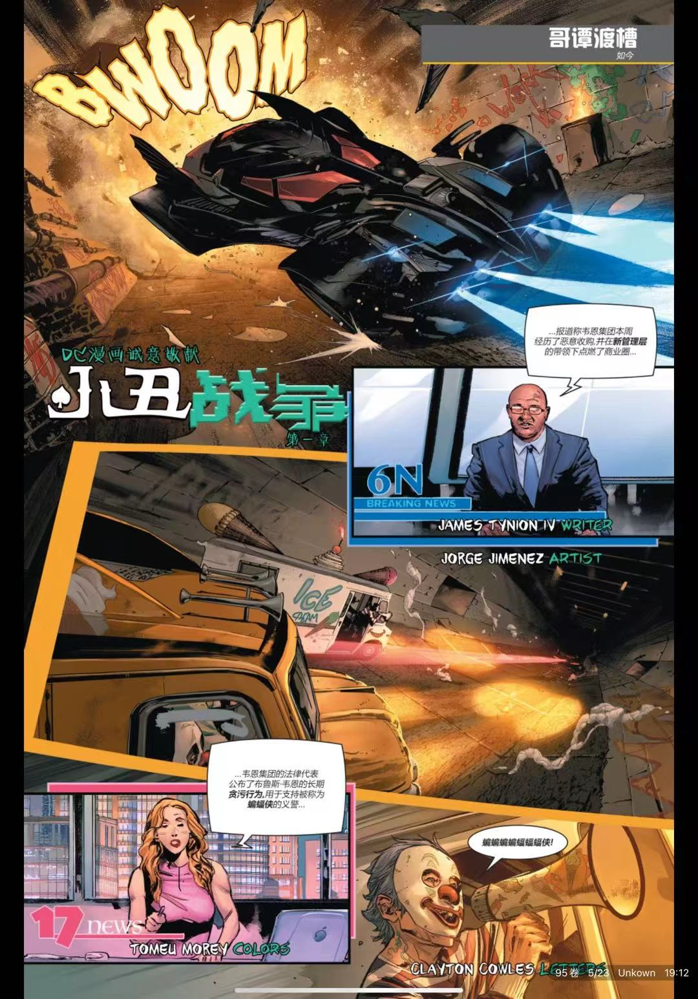 BWOOM
哥谭渡槽
如今
...报道称韦恩集团本周
经历了恶意收购,并在新管理层
的带领下点燃了商业圈...
DC漫画诚意敬献
小丑战争
第一章
6N
BREAKING NEWS
JAMES TYNION IV WRITER
JORGE JIMENEZ ARTIST
ICE
...韦恩集团的法律代表
公布了布鲁斯·韦恩的长期
贪污行为,用于支持被称为
蝙蝠侠的义警...
蝙蝙蝙蝙蝠蝠蝠侠!
17 news
TOMEU MOREY COLORS
CLAYTON COWLES LETTERS
95卷 5/23 Unkown 19:12